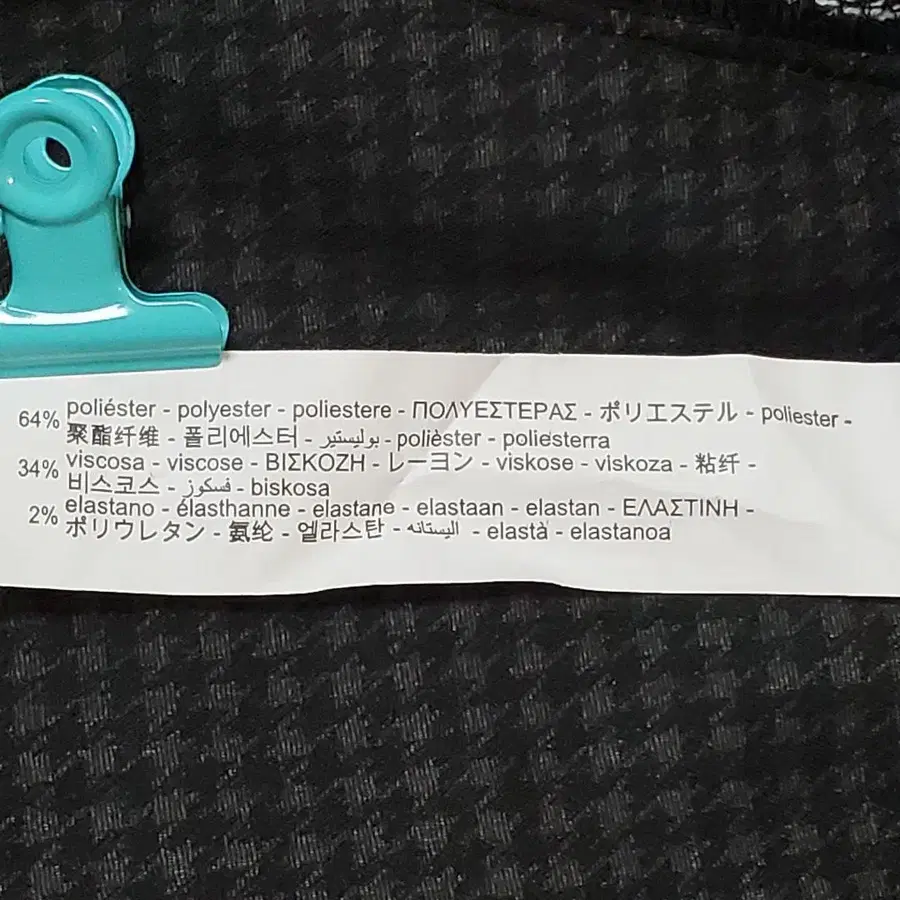 64% poliéster - polyester - poliestere - ΠΟΛΥΕΣΤΕΡΑΣ - ポリエステル - poliester -
聚酯纤维 - 폴리에스터 - بوليستير - polièster - poliesterra
34% viscosa - viscose - ΒΙΣΚΟΖΗ - レーヨン - viskose - viskoza - 粘纤 -
비스코스 - فسكوز - biskosa
2% elastano - élasthanne - elastane - elastaan - elastan - ΕΛΑΣΤΙΝΗ -
ポリウレタン - 氨纶 - 엘라스탄 - اليستانه - elastà - elastanoa